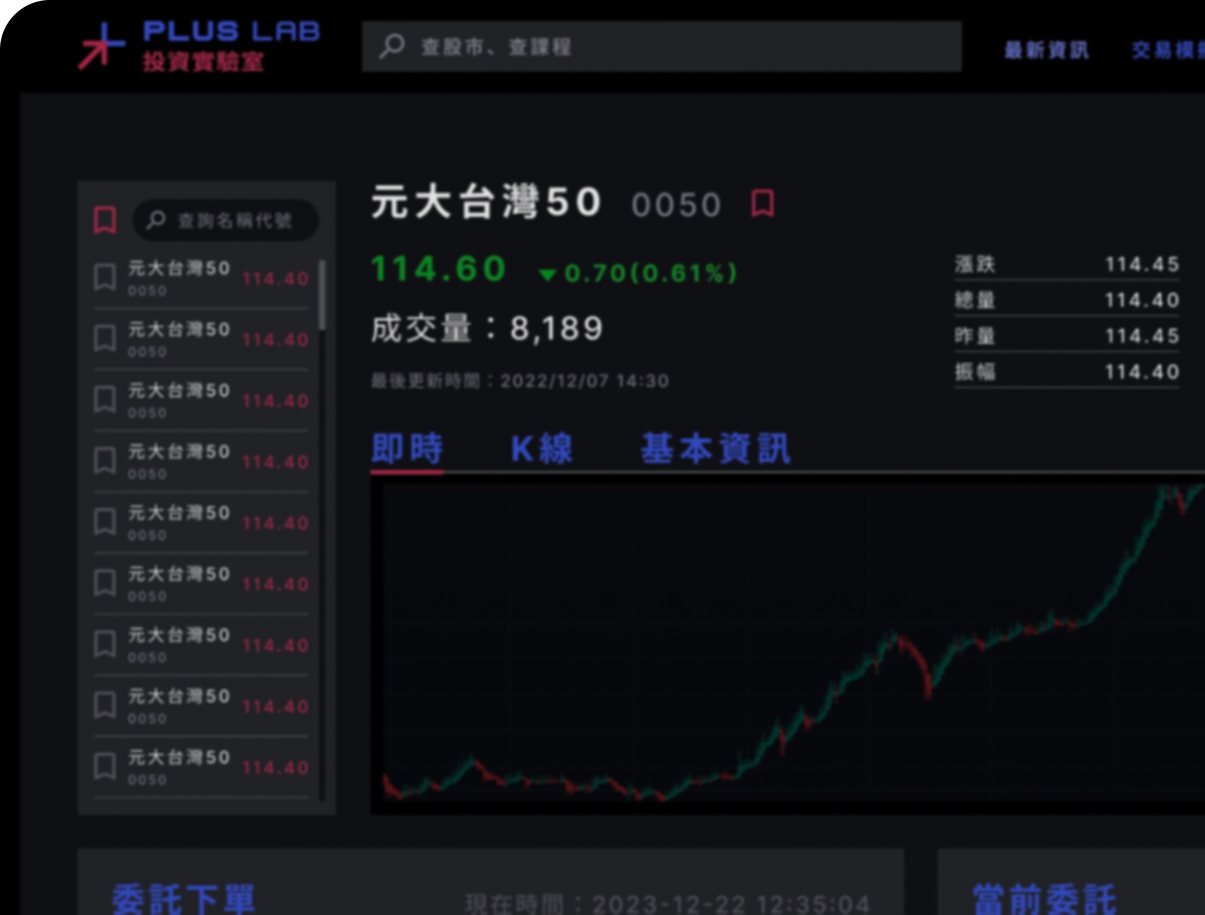 PLUS LAB
投資實驗室
查股市、查課程
最新資訊
交易模
元大台灣50 0050
查詢名稱代號
114.60 0.70(0.61%)
成交量：8,189
最後更新時間：2022/12/07 14:30
漲跌 114.45
總量 114.40
昨量 114.45
振幅 114.40
元大台灣50 114.40
0050
元大台灣50 114.40
0050
元大台灣50 114.40
0050
元大台灣50 114.40
0050
元大台灣50 114.40
0050
元大台灣50 114.40
0050
元大台灣50 114.40
0050
元大台灣50 114.40
0050
元大台灣50 114.40
0050
即時 K線 基本資訊
委託下單 現在時間：2023-12-22 12:35:04
當前委託